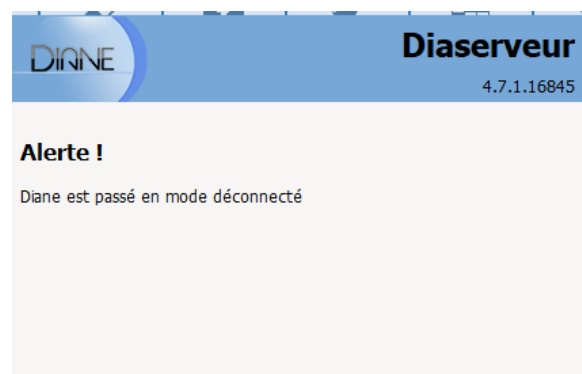 DIANE
Diaserveur
4.7.1.16845
Alerte !
Diane est passé en mode déconnecté